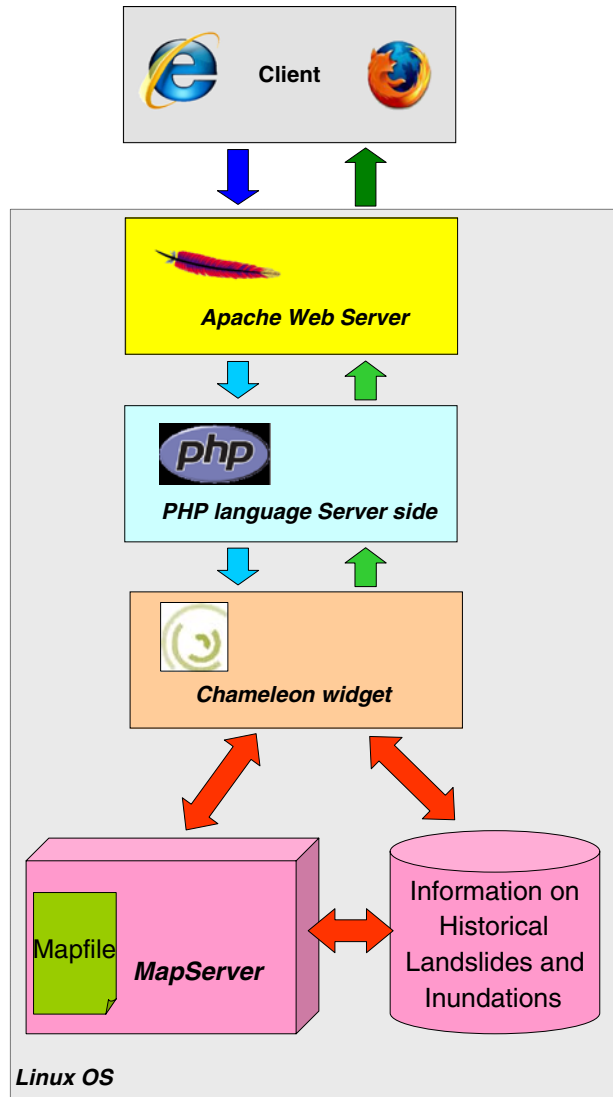 Client
Apache Web Server
php
PHP language Server side
Chameleon widget
Mapfile
MapServer
Information on
Historical
Landslides and
Inundations
Linux OS